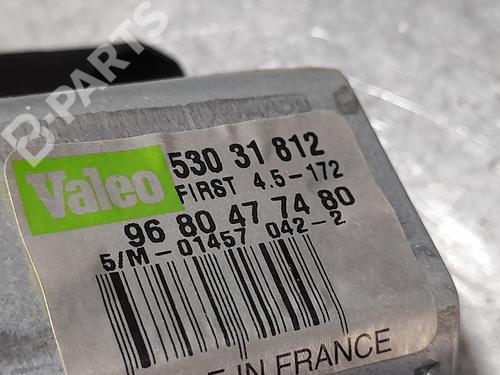 B-PARTS
Valeo
530 31 812
FIRST 4.5-172
96 80 47 74 80
5/M-01457 042-2
IN FRANCE